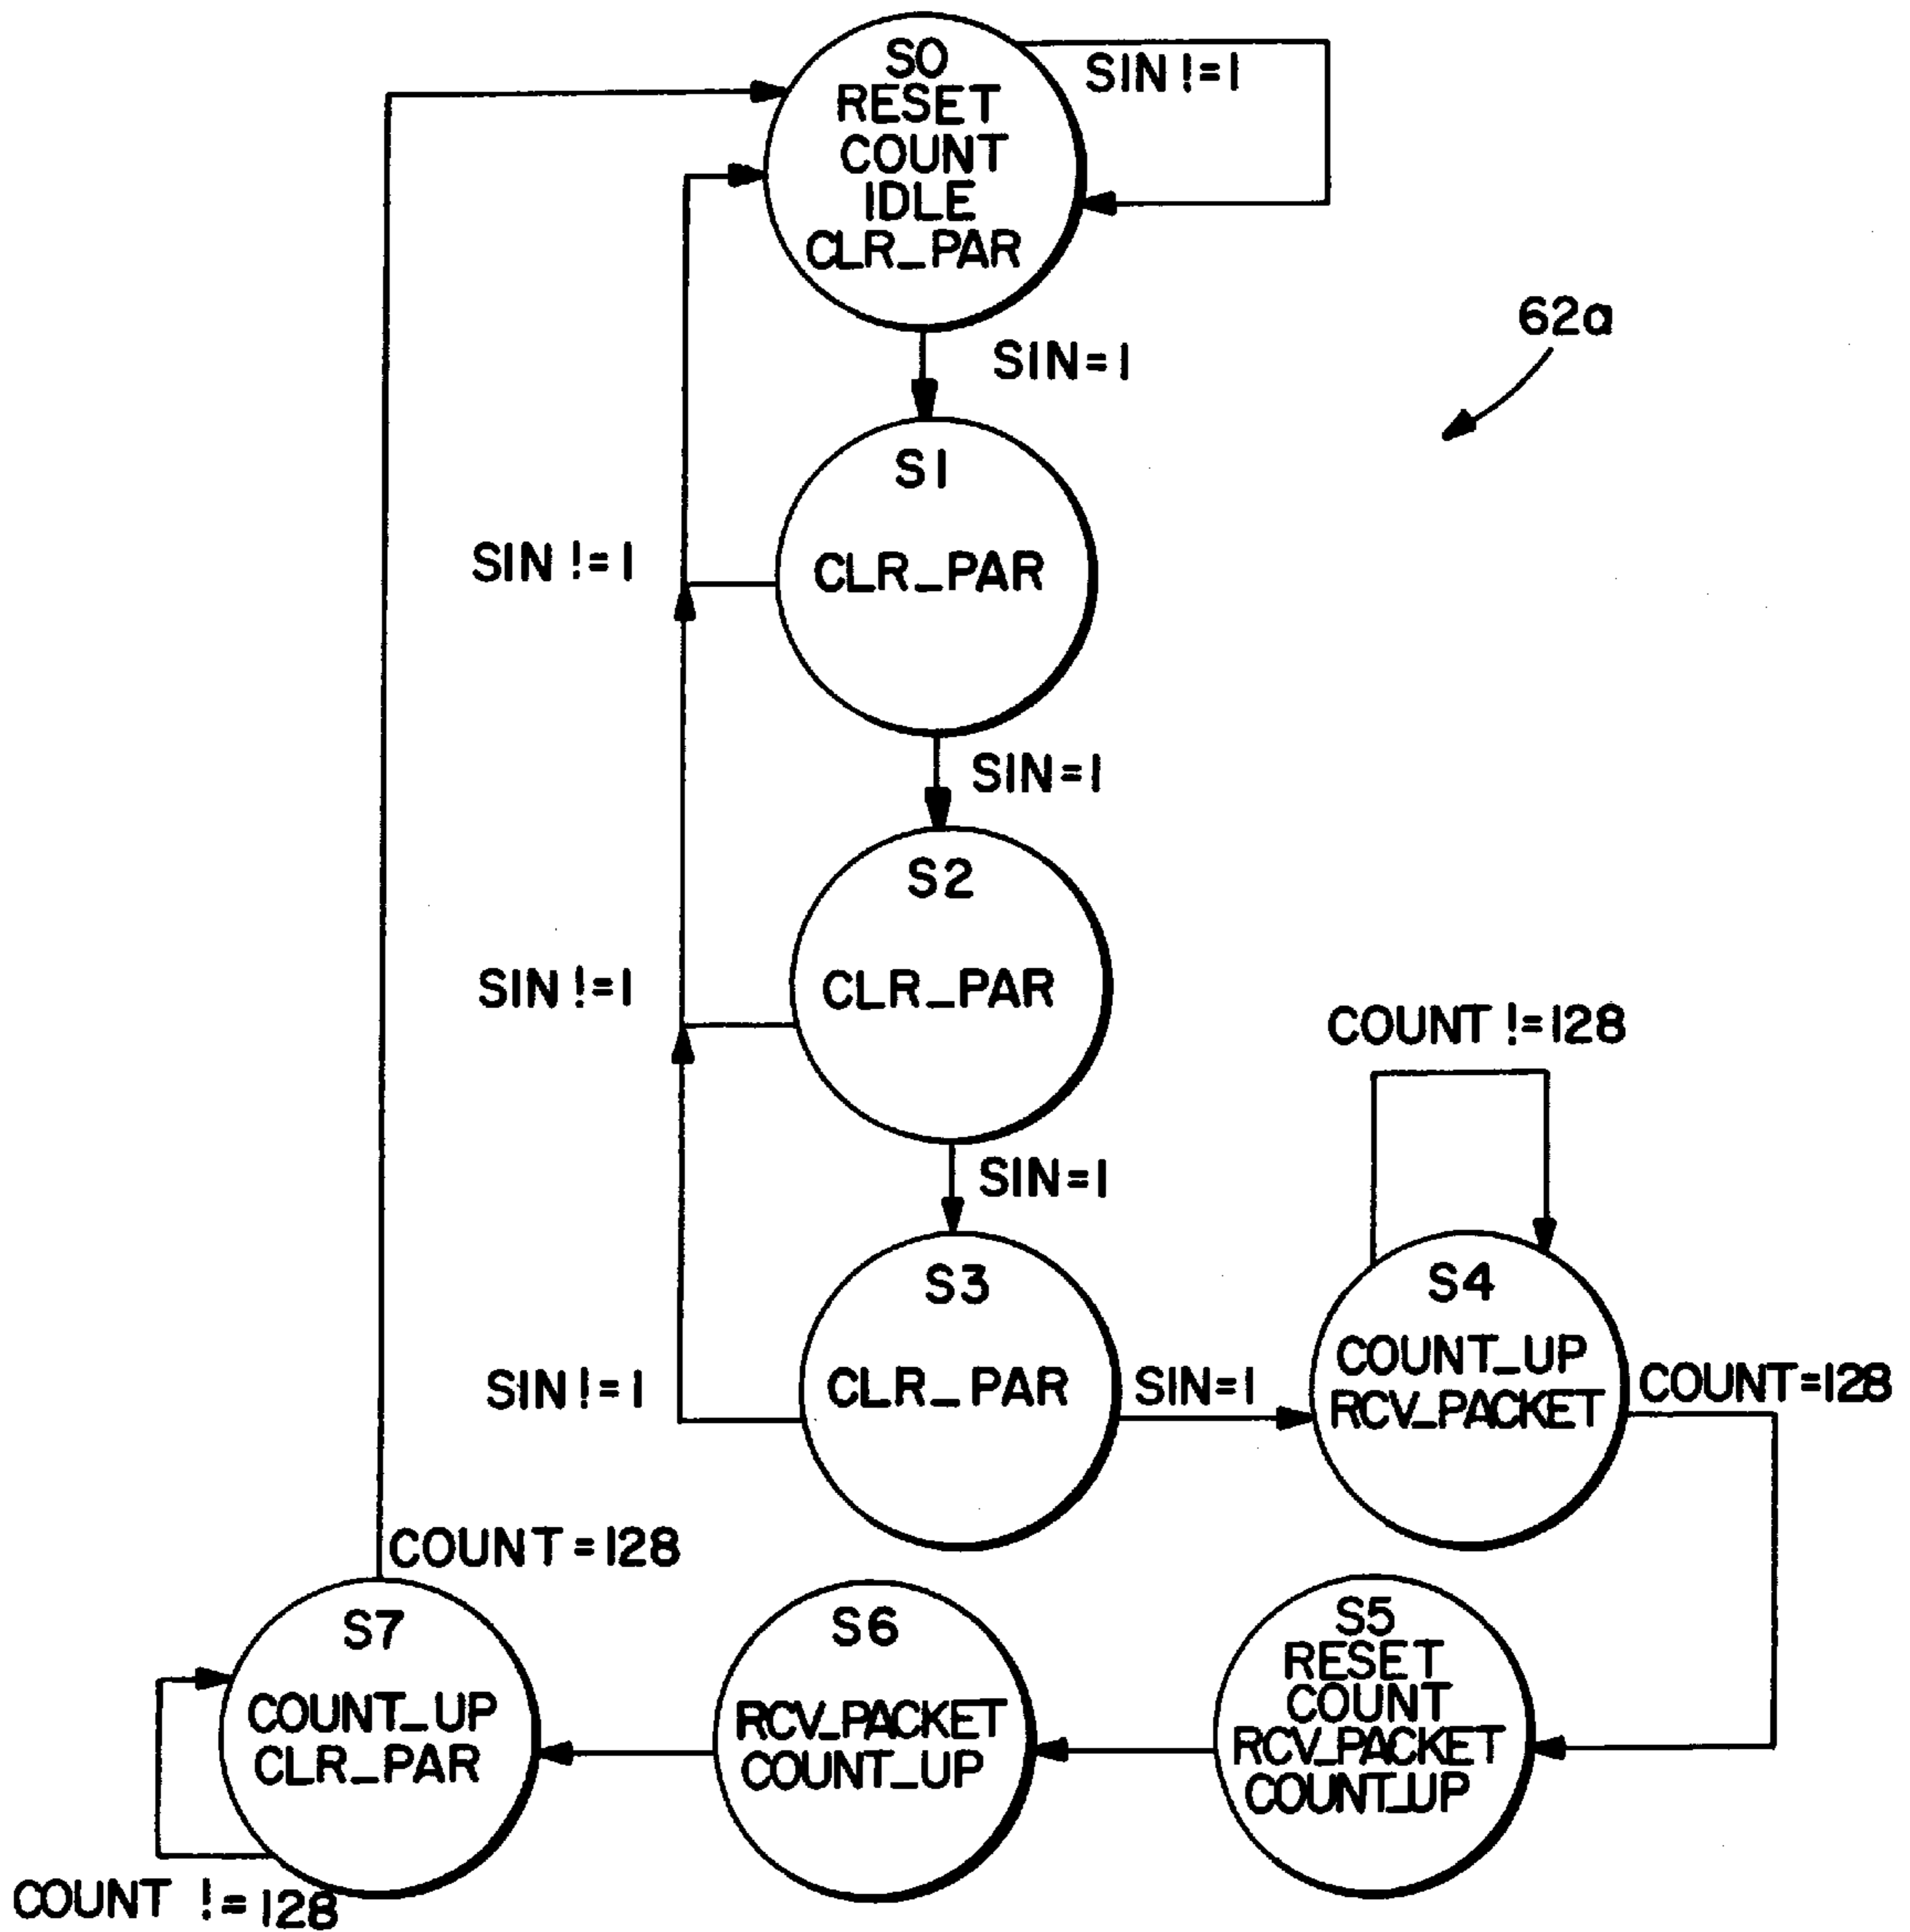 S0
RESET
COUNT
IDLE
CLR_PAR
SIN!=1
62a
SIN=1
S1
CLR_PAR
SIN !=1
SIN=1
S2
CLR_PAR
SIN !=1
COUNT !=128
SIN=1
S3
CLR_PAR
SIN!=1
SIN=1
S4
COUNT_UP
RCV_PACKET
COUNT=128
COUNT=128
S7
COUNT_UP
CLR_PAR
COUNT !=128
S6
RCV_PACKET
COUNT_UP
S5
RESET
COUNT
RCV_PACKET
COUNT_UP